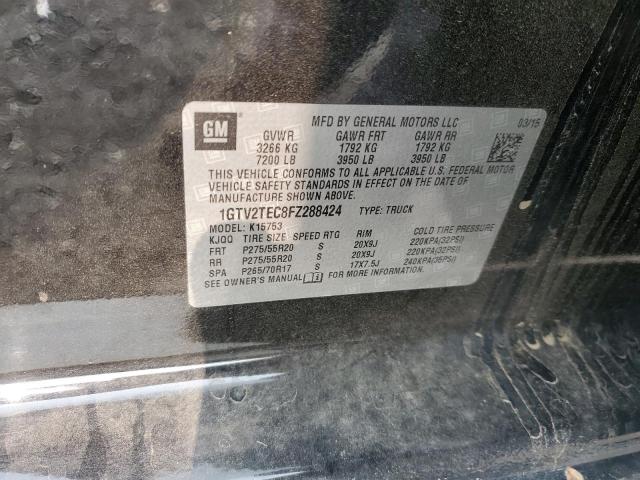 GM
MFD BY GENERAL MOTORS LLC 03/15
GVWR GAWR FRT GAWR RR
3266 KG 1792 KG 1792 KG
7200 LB 3950 LB 3950 LB
THIS VEHICLE CONFORMS TO ALL APPLICABLE U.S. FEDERAL MOTOR
VEHICLE SAFETY STANDARDS IN EFFECT ON THE DATE OF
MANUFACTURE SHOWN ABOVE.
1GTV2TEC8FZ288424 TYPE: TRUCK
MODEL: K15753
KJQQ TIRE SIZE SPEED RTG RIM COLD TIRE PRESSURE
FRT P275/55R20 S 20X9J 220KPA(32PSI)
RR P275/55R20 S 20X9J 220KPA(32PSI)
SPA P265/70R17 S 17X7.5J 240KPA(35PSI)
SEE OWNER'S MANUAL FOR MORE INFORMATION.